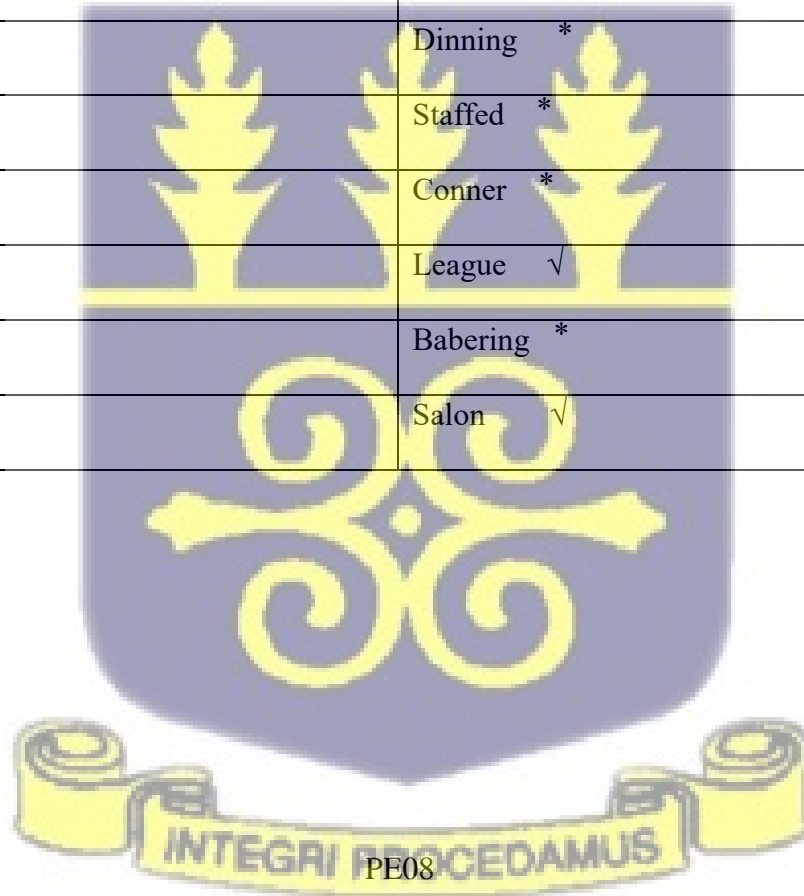 Dinning *
Staffed *
Conner *
League √
Babering *
Salon √
INTEGRI PROCEDAMUS
PE08